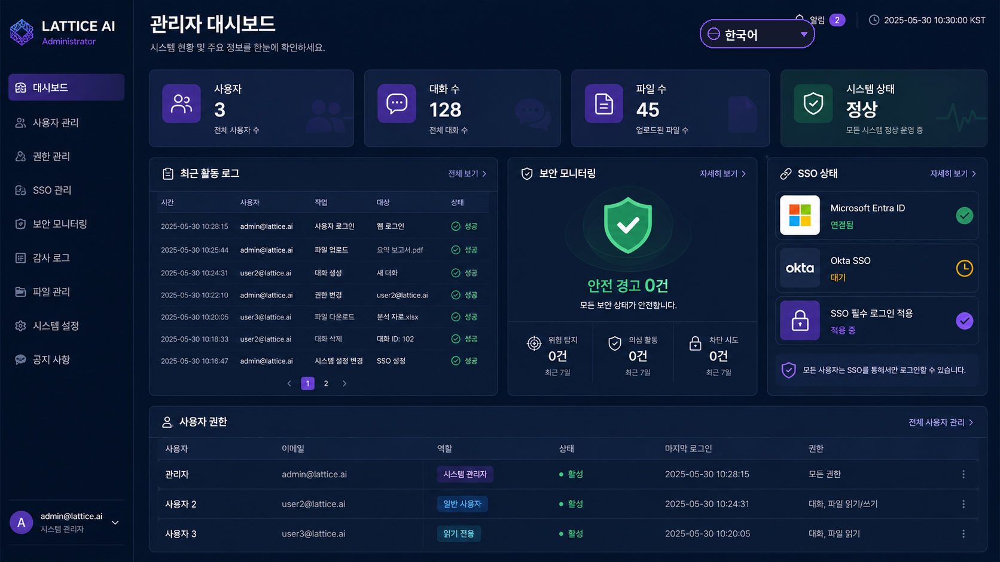 LATTICE AI
Administrator
대시보드
사용자 관리
권한 관리
SSO 관리
보안 모니터링
감사 로그
파일 관리
시스템 설정
공지 사항
A
admin@lattice.ai
시스템 관리자
관리자 대시보드
시스템 현황 및 주요 정보를 한눈에 확인하세요.
한국어
알림 2
2025-05-30 10:30:00 KST
사용자
3
전체 사용자 수
대화 수
128
전체 대화 수
파일 수
45
업로드된 파일 수
시스템 상태
정상
모든 시스템 정상 운영 중
최근 활동 로그 전체 보기
시간 사용자 작업 대상 상태
2025-05-30 10:28:15 admin@lattice.ai 사용자 로그인 웹 로그인 성공
2025-05-30 10:25:44 admin@lattice.ai 파일 업로드 요약 보고서.pdf 성공
2025-05-30 10:24:31 user2@lattice.ai 대화 생성 새 대화 성공
2025-05-30 10:22:10 admin@lattice.ai 권한 변경 user2@lattice.ai 성공
2025-05-30 10:20:05 user3@lattice.ai 파일 다운로드 분석 자로.xlsx 성공
2025-05-30 10:18:33 user2@lattice.ai 대화 삭제 대화 ID: 102 성공
2025-05-30 10:16:47 admin@lattice.ai 시스템 설정 변경 SSO 성정 성공
1 2
보안 모니터링 자세히 보기
안전 경고 0건
모든 보안 상태가 안전합니다.
위협 탐지
0건
최근 7일
의심 활동
0건
최근 7일
차단 시도
0건
최근 7일
SSO 상태 자세히 보기
Microsoft Entra ID
연결됨
okta
Okta SSO
대기
SSO 필수 로그인 적용
적용 중
모든 사용자는 SSO를 통해서만 로그인할 수 있습니다.
사용자 권한 전체 사용자 관리
사용자 이메일 역할 상태 마지막 로그인 권한
관리자 admin@lattice.ai 시스템 관리자 활성 2025-05-30 10:28:15 모든 권한
사용자 2 user2@lattice.ai 일반 사용자 활성 2025-05-30 10:24:31 대화, 파일 읽기/쓰기
사용자 3 user3@lattice.ai 읽기 전용 활성 2025-05-30 10:20:05 대화, 파일 읽기